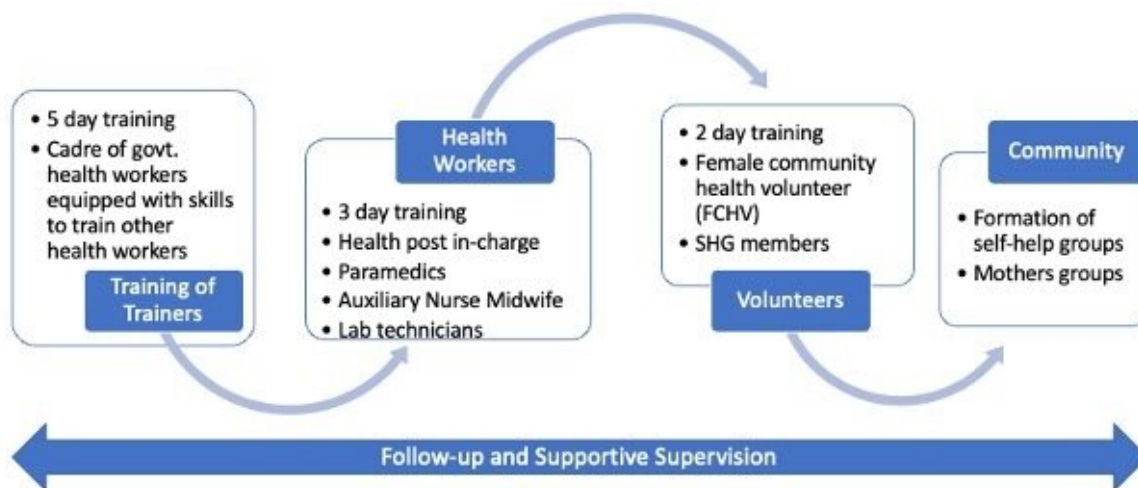 • 5 day training
• Cadre of govt.
health workers
equipped with skills
to train other
health workers
Training of
Trainers
Health
Workers
• 3 day training
• Health post in-charge
• Paramedics
• Auxiliary Nurse Midwife
• Lab technicians
• 2 day training
• Female community
health volunteer
(FCHV)
• SHG members
Volunteers
Community
• Formation of
self-help groups
• Mothers groups
Follow-up and Supportive Supervision